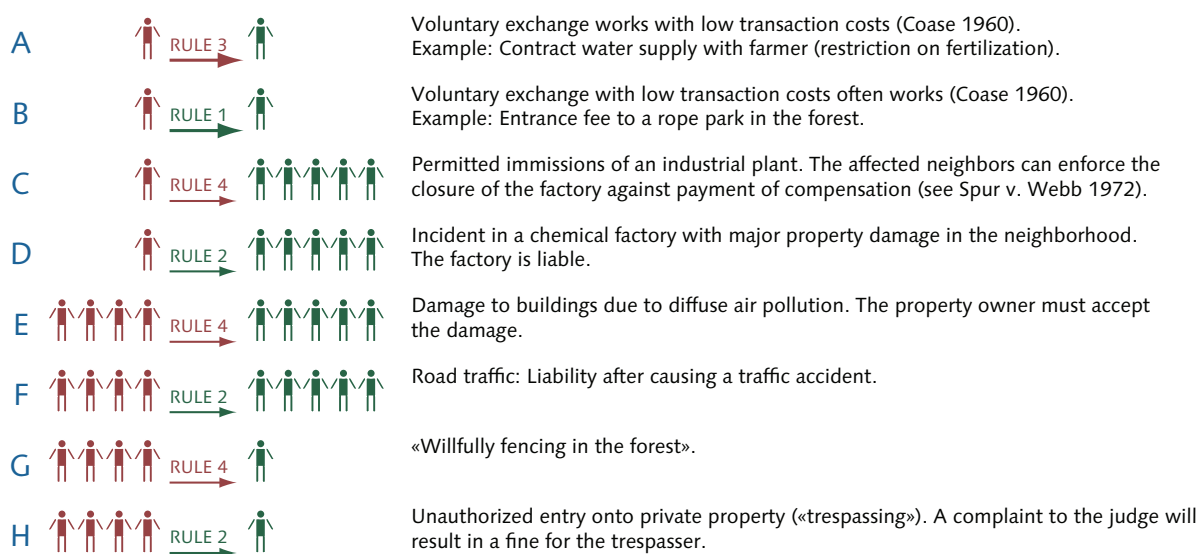 A
RULE 3
Voluntary exchange works with low transaction costs (Coase 1960).
Example: Contract water supply with farmer (restriction on fertilization).
B
RULE 1
Voluntary exchange with low transaction costs often works (Coase 1960).
Example: Entrance fee to a rope park in the forest.
C
RULE 4
Permitted immissions of an industrial plant. The affected neighbors can enforce the
closure of the factory against payment of compensation (see Spur v. Webb 1972).
D
RULE 2
Incident in a chemical factory with major property damage in the neighborhood.
The factory is liable.
E
RULE 4
Damage to buildings due to diffuse air pollution. The property owner must accept
the damage.
F
RULE 2
Road traffic: Liability after causing a traffic accident.
G
RULE 4
«Willfully fencing in the forest».
H
RULE 2
Unauthorized entry onto private property («trespassing»). A complaint to the judge will
result in a fine for the trespasser.